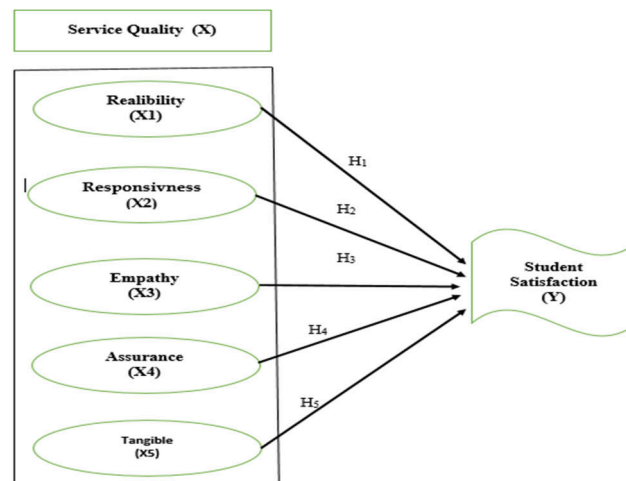 Service Quality (X)
Realibility
(X1)
H₁
Responsivness
(X2)
H₂
Empathy
(X3)
H₃
Student
Satisfaction
(Y)
Assurance
(X4)
H₄
Tangible
(X5)
H₅